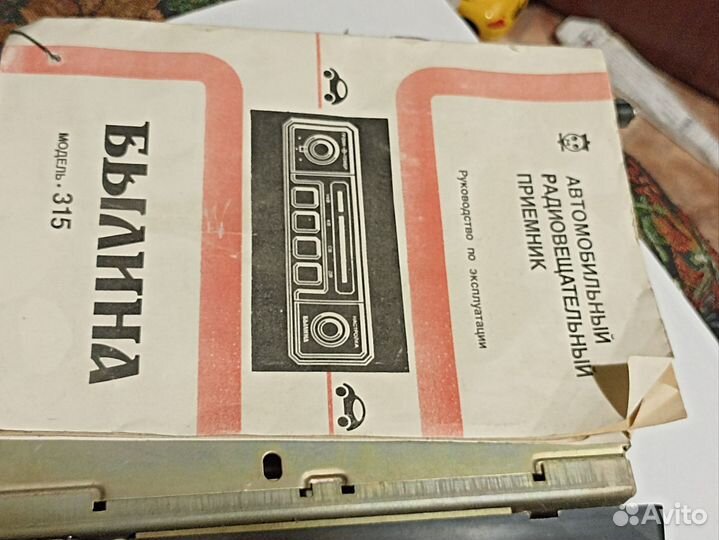 АВТОМОБИЛЬНЫЙ
РАДИОВЕЩАТЕЛЬНЫЙ
ПРИЕМНИК
Руководство по эксплуатации
НАСТРОЙКА
БЫЛИНА
БЫЛИНА
МОДЕЛЬ · 315
Avito